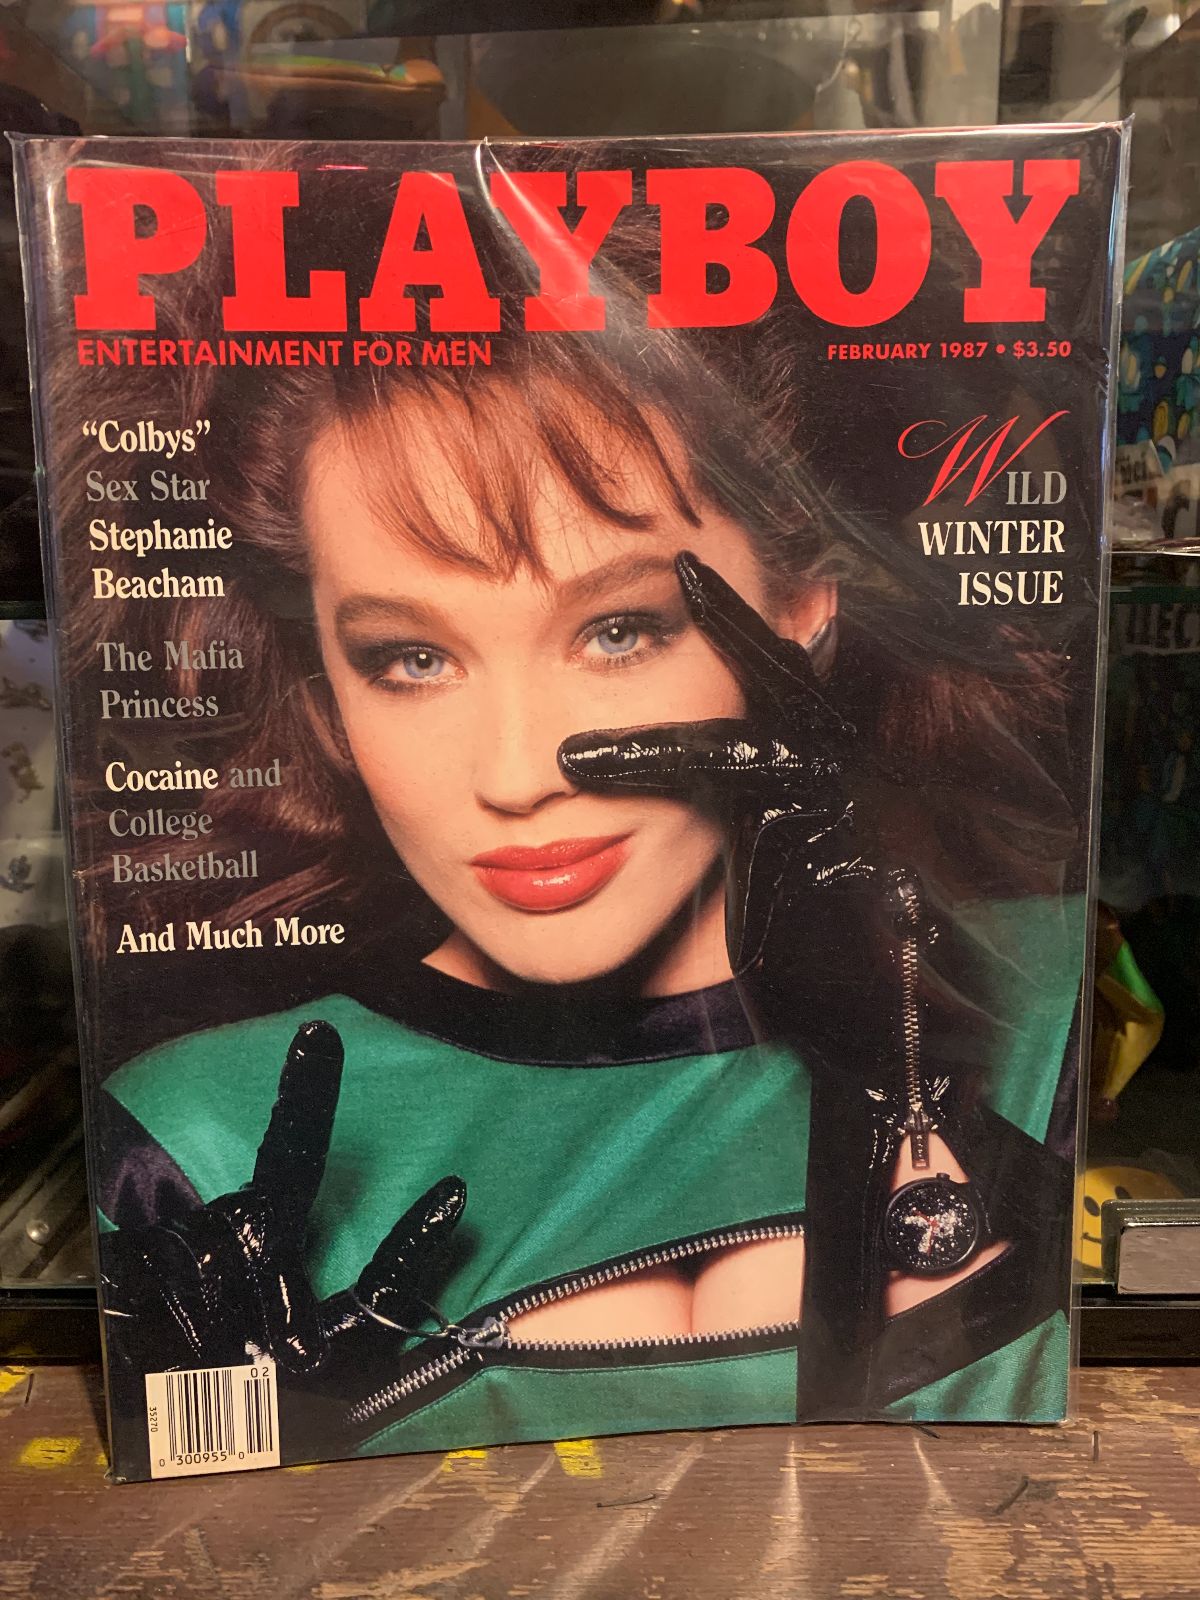 PLAYBOY
ENTERTAINMENT FOR MEN
FEBRUARY 1987 • $3.50
“Colbys”
Sex Star
Stephanie
Beacham
The Mafia
Princess
Cocaine and
College
Basketball
And Much More
WILD
WINTER
ISSUE
02
35270
0 300955 0